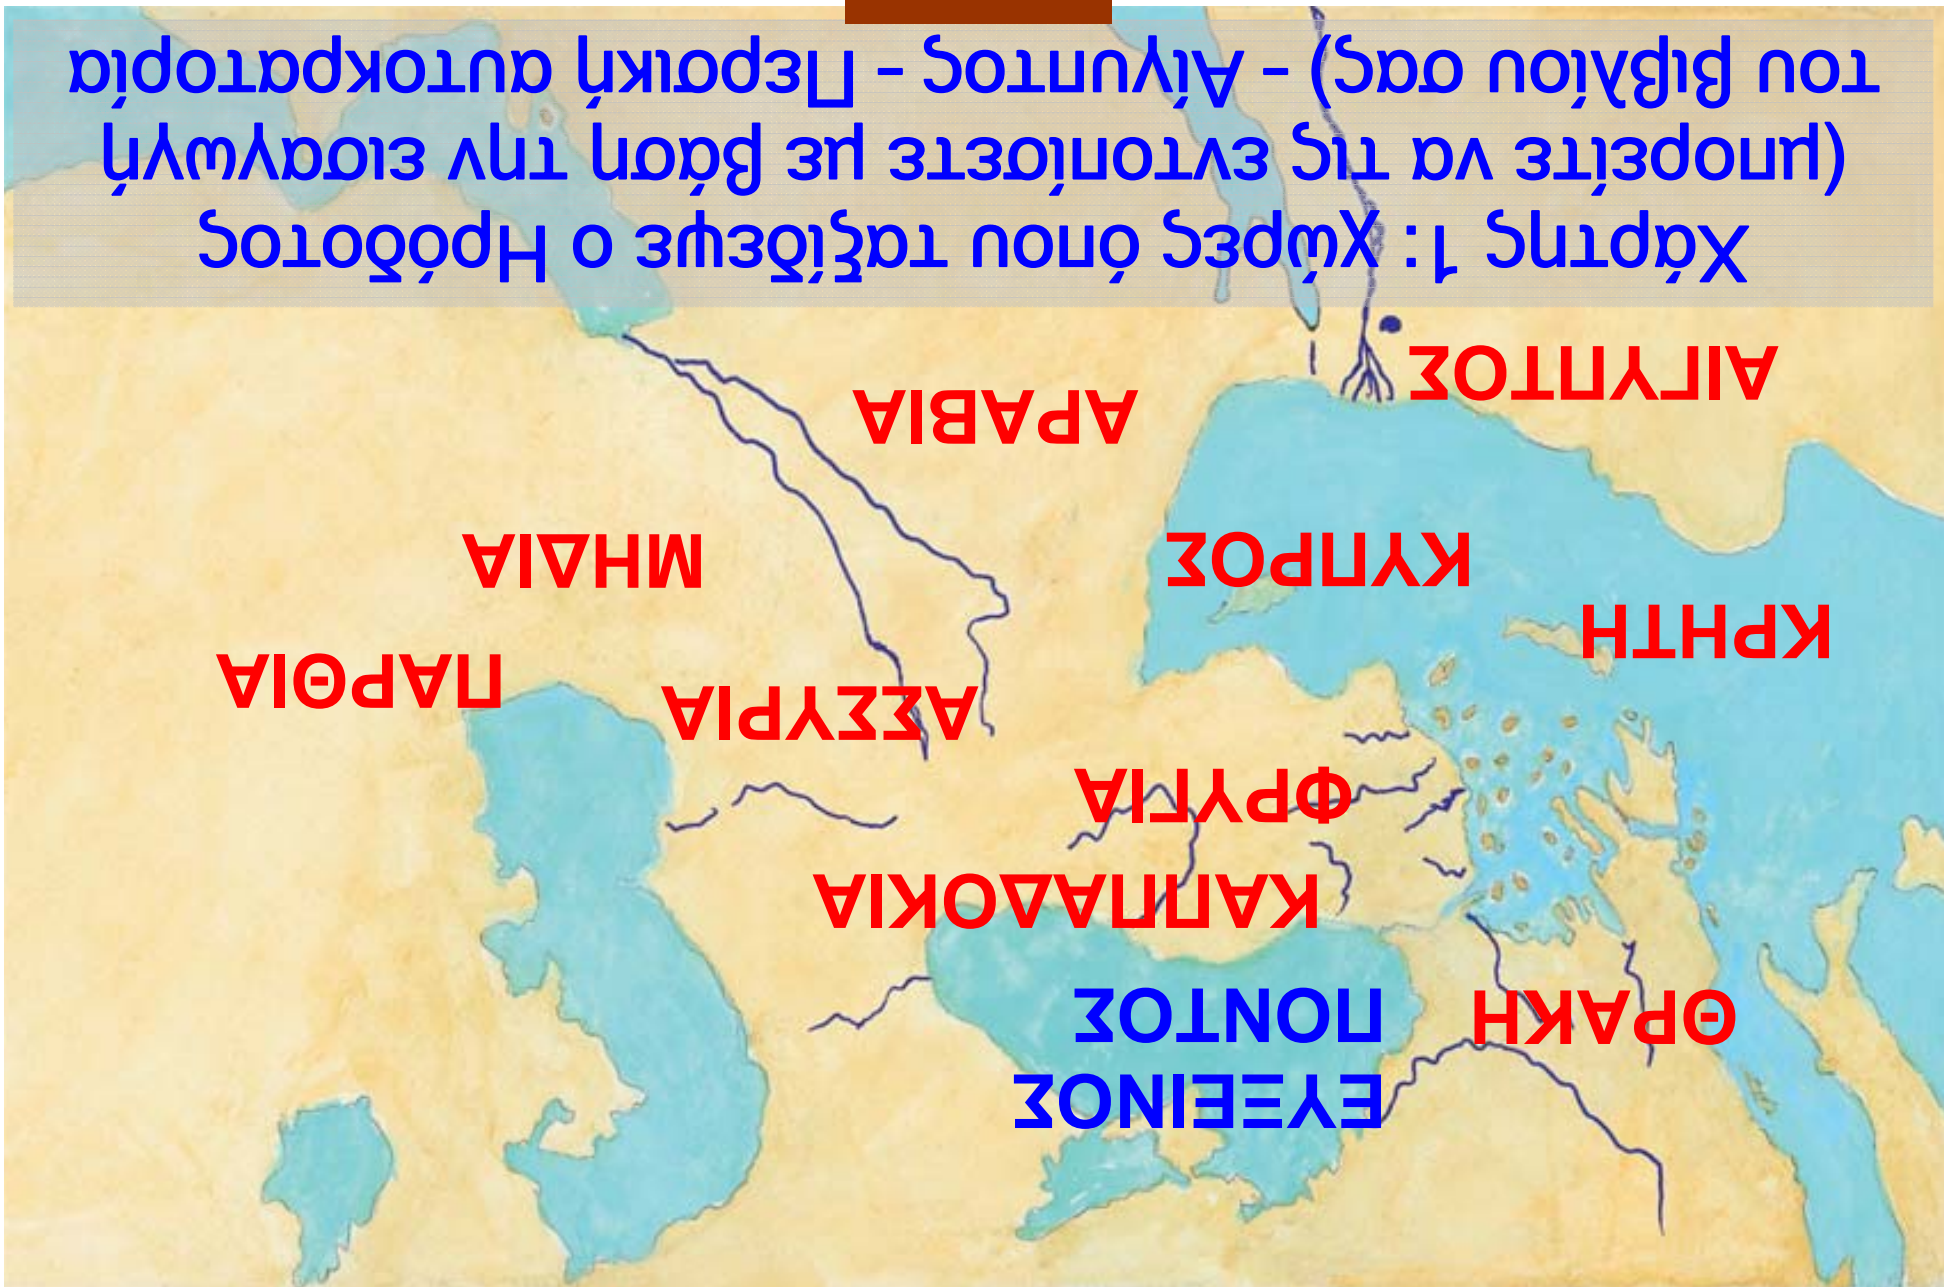 ΕΥΞΕΙΝΟΣ
ΠΟΝΤΟΣ
ΘΡΑΚΗ
ΚΑΠΠΑΔΟΚΙΑ
ΦΡΥΓΙΑ
ΑΣΣΥΡΙΑ
ΠΑΡΘΙΑ
ΚΡΗΤΗ
ΚΥΠΡΟΣ
ΜΗΔΙΑ
ΑΡΑΒΙΑ
ΑΙΓΥΠΤΟΣ
Χάρτης 1: Χώρες όπου ταξίδεψε ο Ηρόδοτος
(μπορείτε να τις εντοπίσετε με βάση την εισαγωγή
του βιβλίου σας) – Αίγυπτος – Περσική αυτοκρατορία